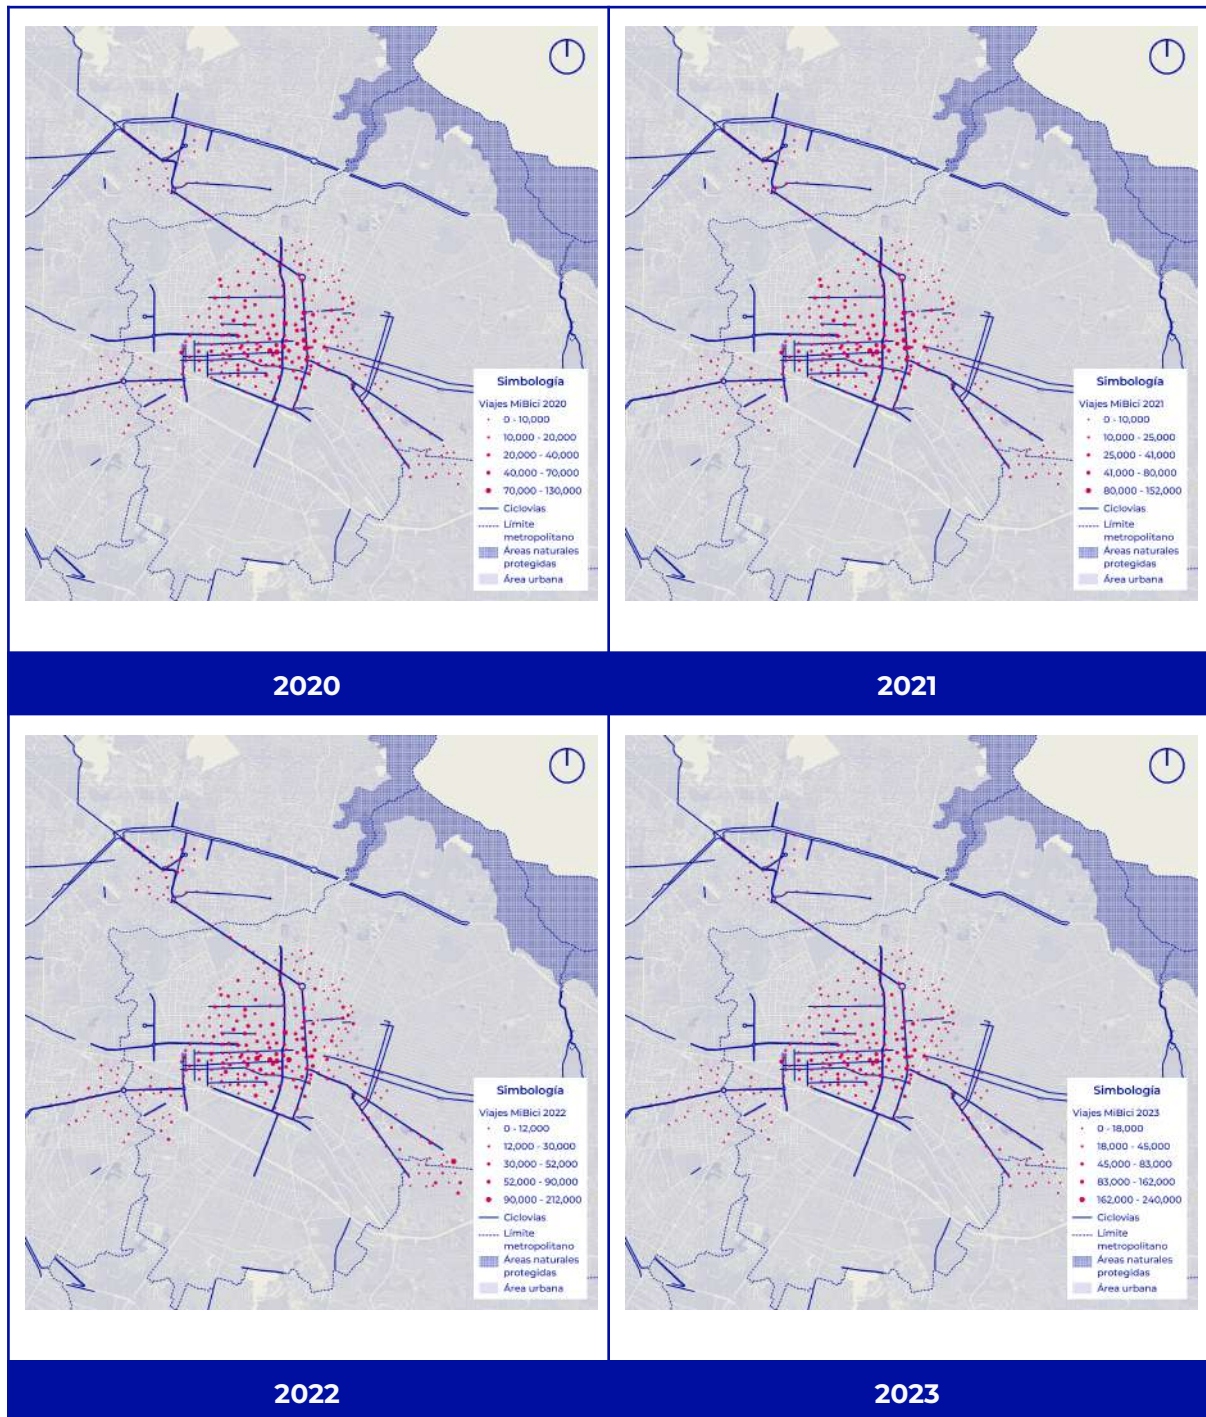 Simbología
Viajes MiBici 2020
0 - 10,000
10,000 - 20,000
20,000 - 40,000
40,000 - 70,000
70,000 - 130,000
Ciclovías
Límite
metropolitano
Áreas naturales
protegidas
Área urbana
Simbología
Viajes MiBici 2021
0 - 10,000
10,000 - 25,000
25,000 - 41,000
41,000 - 80,000
80,000 - 152,000
Ciclovías
Límite
metropolitano
Áreas naturales
protegidas
Área urbana
2020
2021
Simbología
Viajes MiBici 2022
0 - 12,000
12,000 - 30,000
30,000 - 52,000
52,000 - 90,000
90,000 - 212,000
Ciclovías
Límite
metropolitano
Áreas naturales
protegidas
Área urbana
Simbología
Viajes MiBici 2023
0 - 18,000
18,000 - 45,000
45,000 - 83,000
83,000 - 162,000
162,000 - 240,000
Ciclovías
Límite
metropolitano
Áreas naturales
protegidas
Área urbana
2022
2023